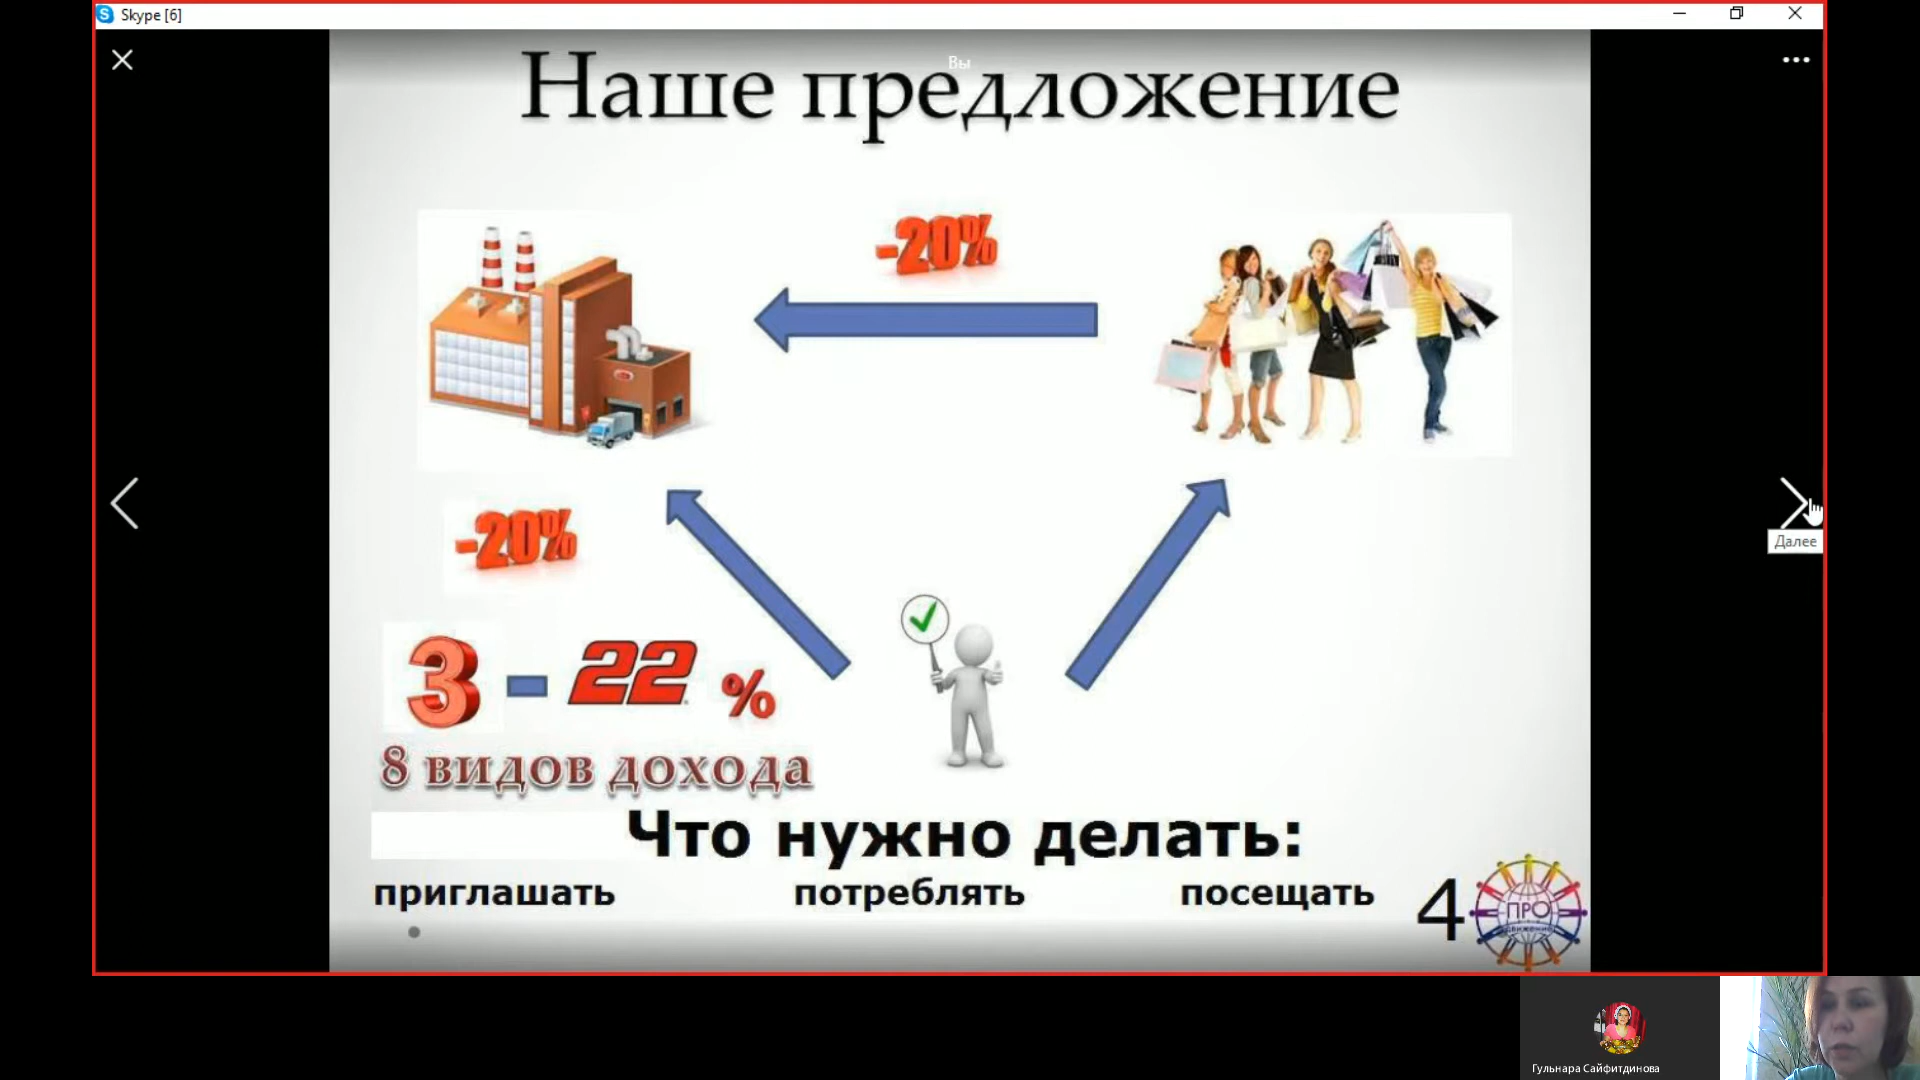 Skype [6]
Вы
Наше предложение
-20%
-20%
3 - 22 %
8 видов дохода
Что нужно делать:
приглашать потреблять посещать 4
ПРО
движение
Далее
Гульнара Сайфитдинова